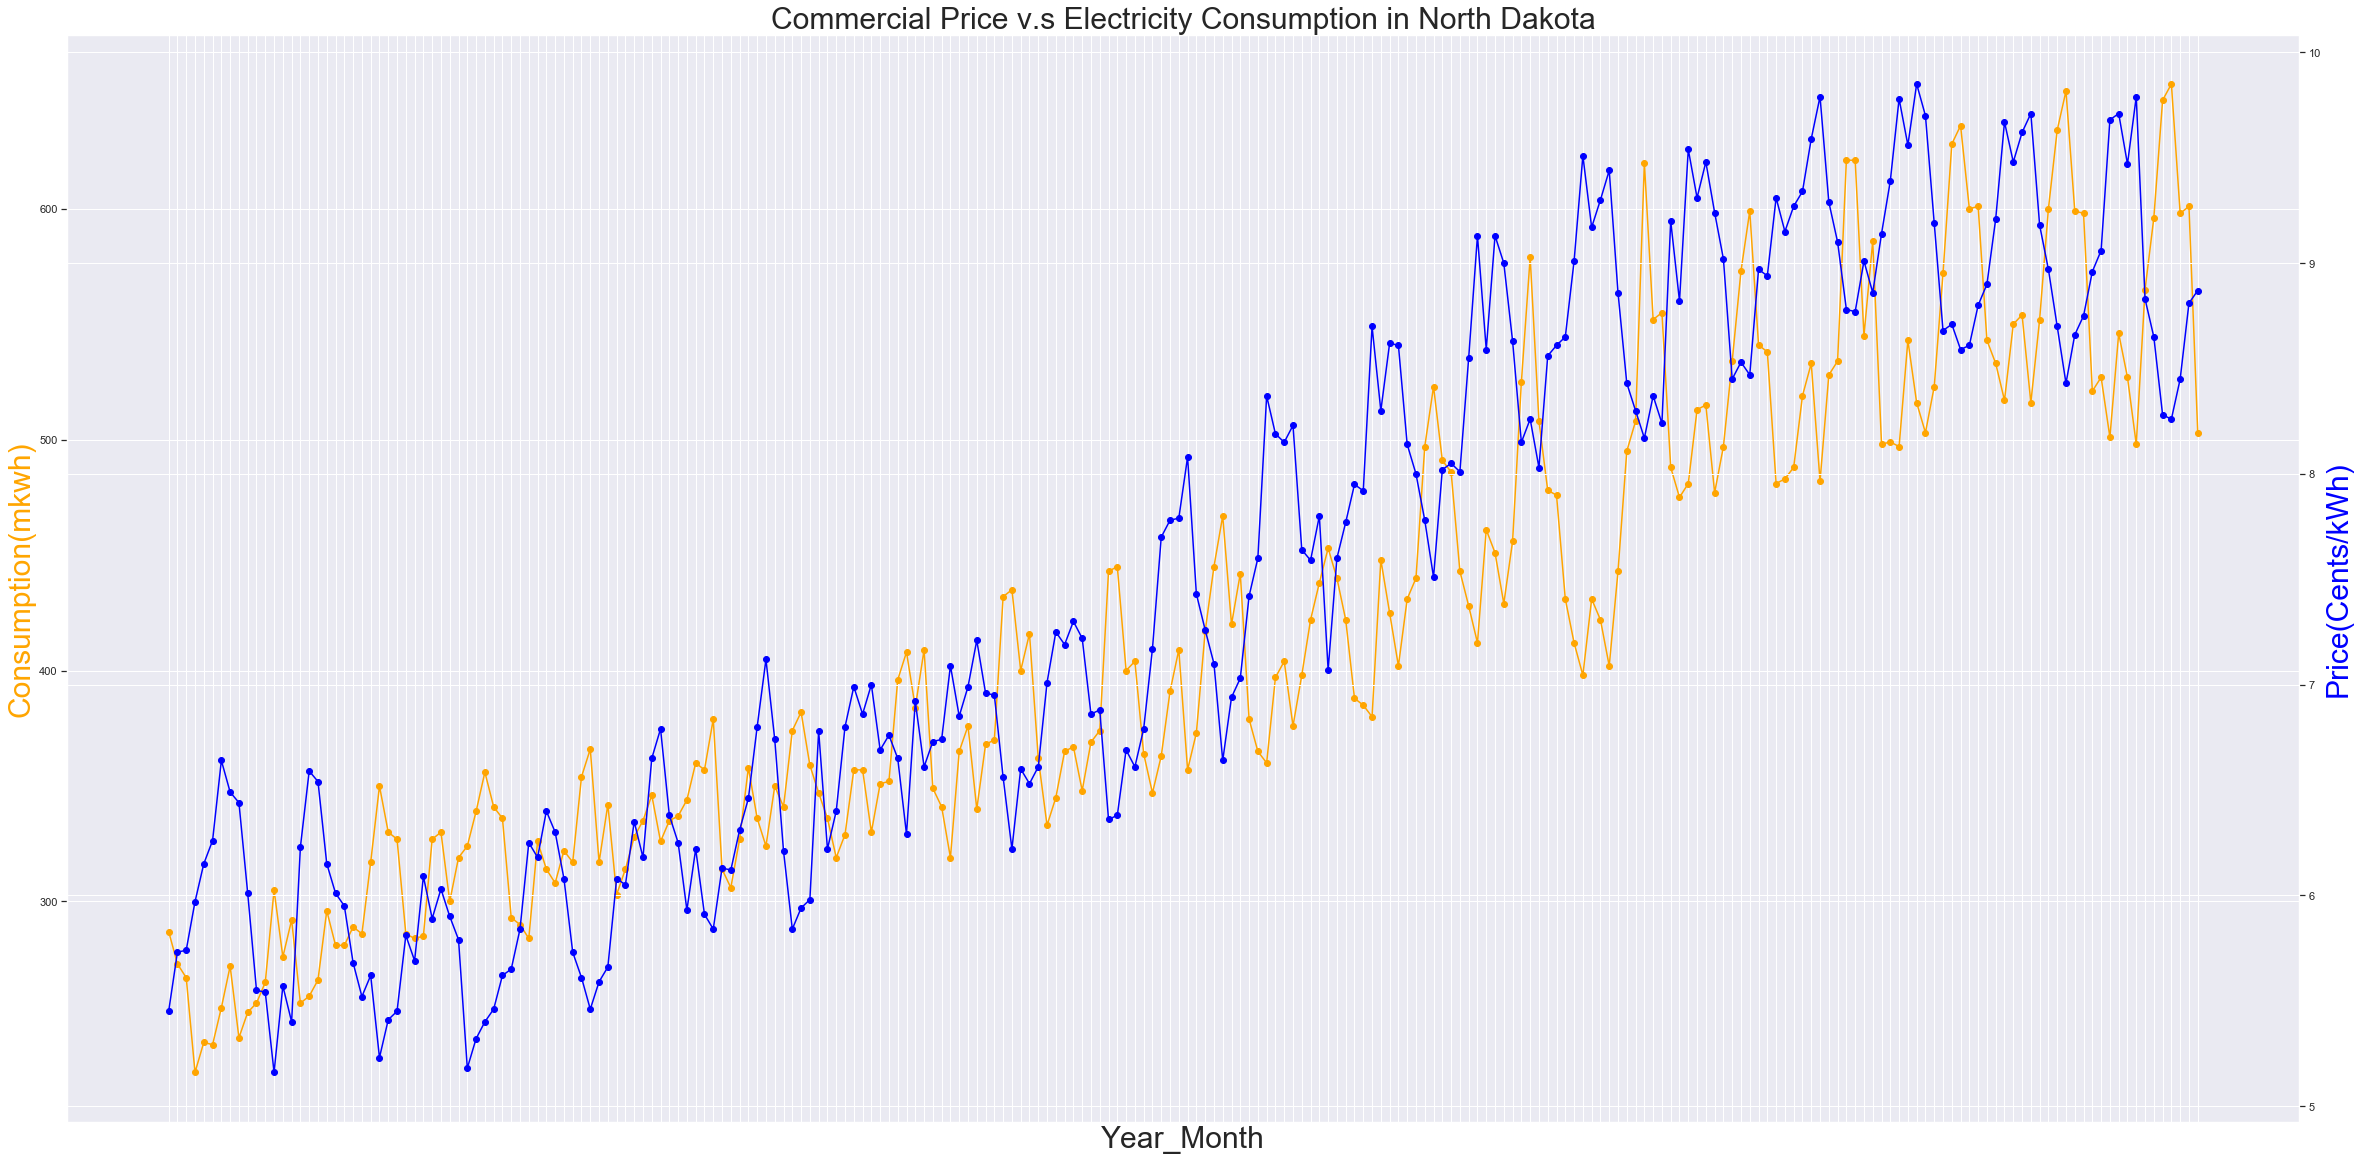 Commercial Price v.s Electricity Consumption in North Dakota
Consumption(mkwh)
600
500
400
300
10
9
8
7
6
5
Price(Cents/kWh)
Year_Month